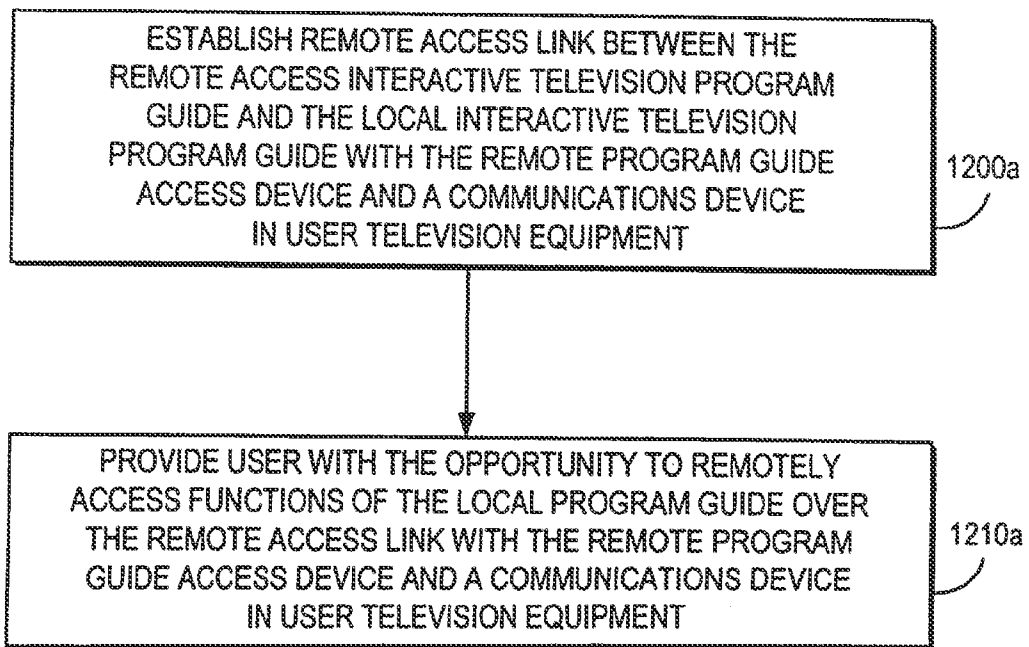 ESTABLISH REMOTE ACCESS LINK BETWEEN THE
REMOTE ACCESS INTERACTIVE TELEVISION PROGRAM
GUIDE AND THE LOCAL INTERACTIVE TELEVISION
PROGRAM GUIDE WITH THE REMOTE PROGRAM GUIDE
ACCESS DEVICE AND A COMMUNICATIONS DEVICE
IN USER TELEVISION EQUIPMENT
1200a
PROVIDE USER WITH THE OPPORTUNITY TO REMOTELY
ACCESS FUNCTIONS OF THE LOCAL PROGRAM GUIDE OVER
THE REMOTE ACCESS LINK WITH THE REMOTE PROGRAM
GUIDE ACCESS DEVICE AND A COMMUNICATIONS DEVICE
IN USER TELEVISION EQUIPMENT
1210a